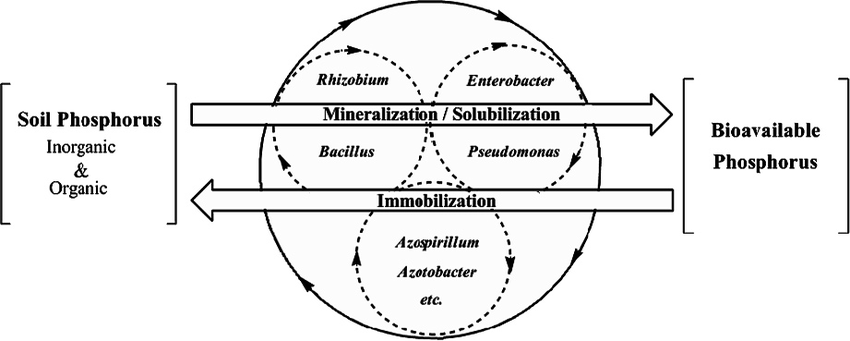 Soil Phosphorus
Inorganic
&
Organic
Rhizobium
Enterobacter
Mineralization / Solubilization
Bacillus
Pseudomonas
Immobilization
Azospirillum
Azotobacter
etc.
Bioavailable
Phosphorus